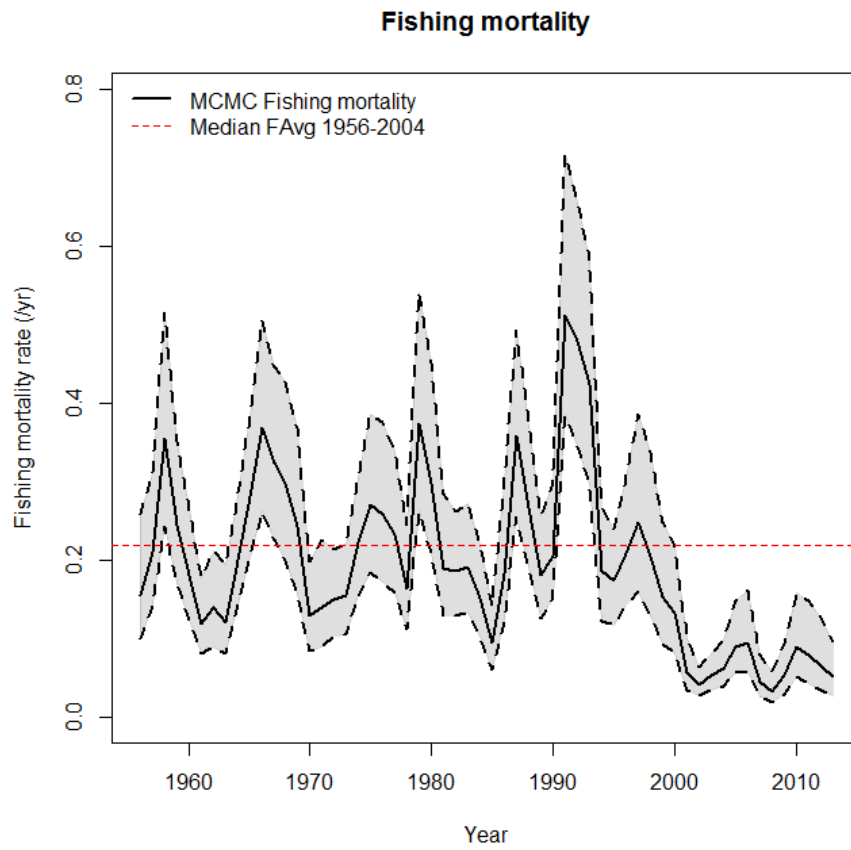 Fishing mortality
MCMC Fishing mortality
Median FAvg 1956-2004
Fishing mortality rate (/yr)
0.8
0.6
0.4
0.2
0.0
1960 1970 1980 1990 2000 2010
Year